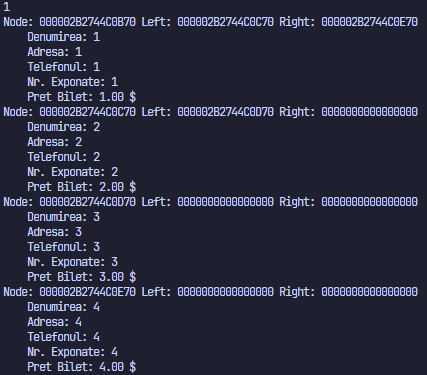 1
Node: 000002B2744C0B70 Left: 000002B2744C0C70 Right: 000002B2744C0E70
Denumirea: 1
Adresa: 1
Telefonul: 1
Nr. Exponate: 1
Pret Bilet: 1.00 $
Node: 000002B2744C0C70 Left: 000002B2744C0D70 Right: 0000000000000000
Denumirea: 2
Adresa: 2
Telefonul: 2
Nr. Exponate: 2
Pret Bilet: 2.00 $
Node: 000002B2744C0D70 Left: 0000000000000000 Right: 0000000000000000
Denumirea: 3
Adresa: 3
Telefonul: 3
Nr. Exponate: 3
Pret Bilet: 3.00 $
Node: 000002B2744C0E70 Left: 0000000000000000 Right: 0000000000000000
Denumirea: 4
Adresa: 4
Telefonul: 4
Nr. Exponate: 4
Pret Bilet: 4.00 $